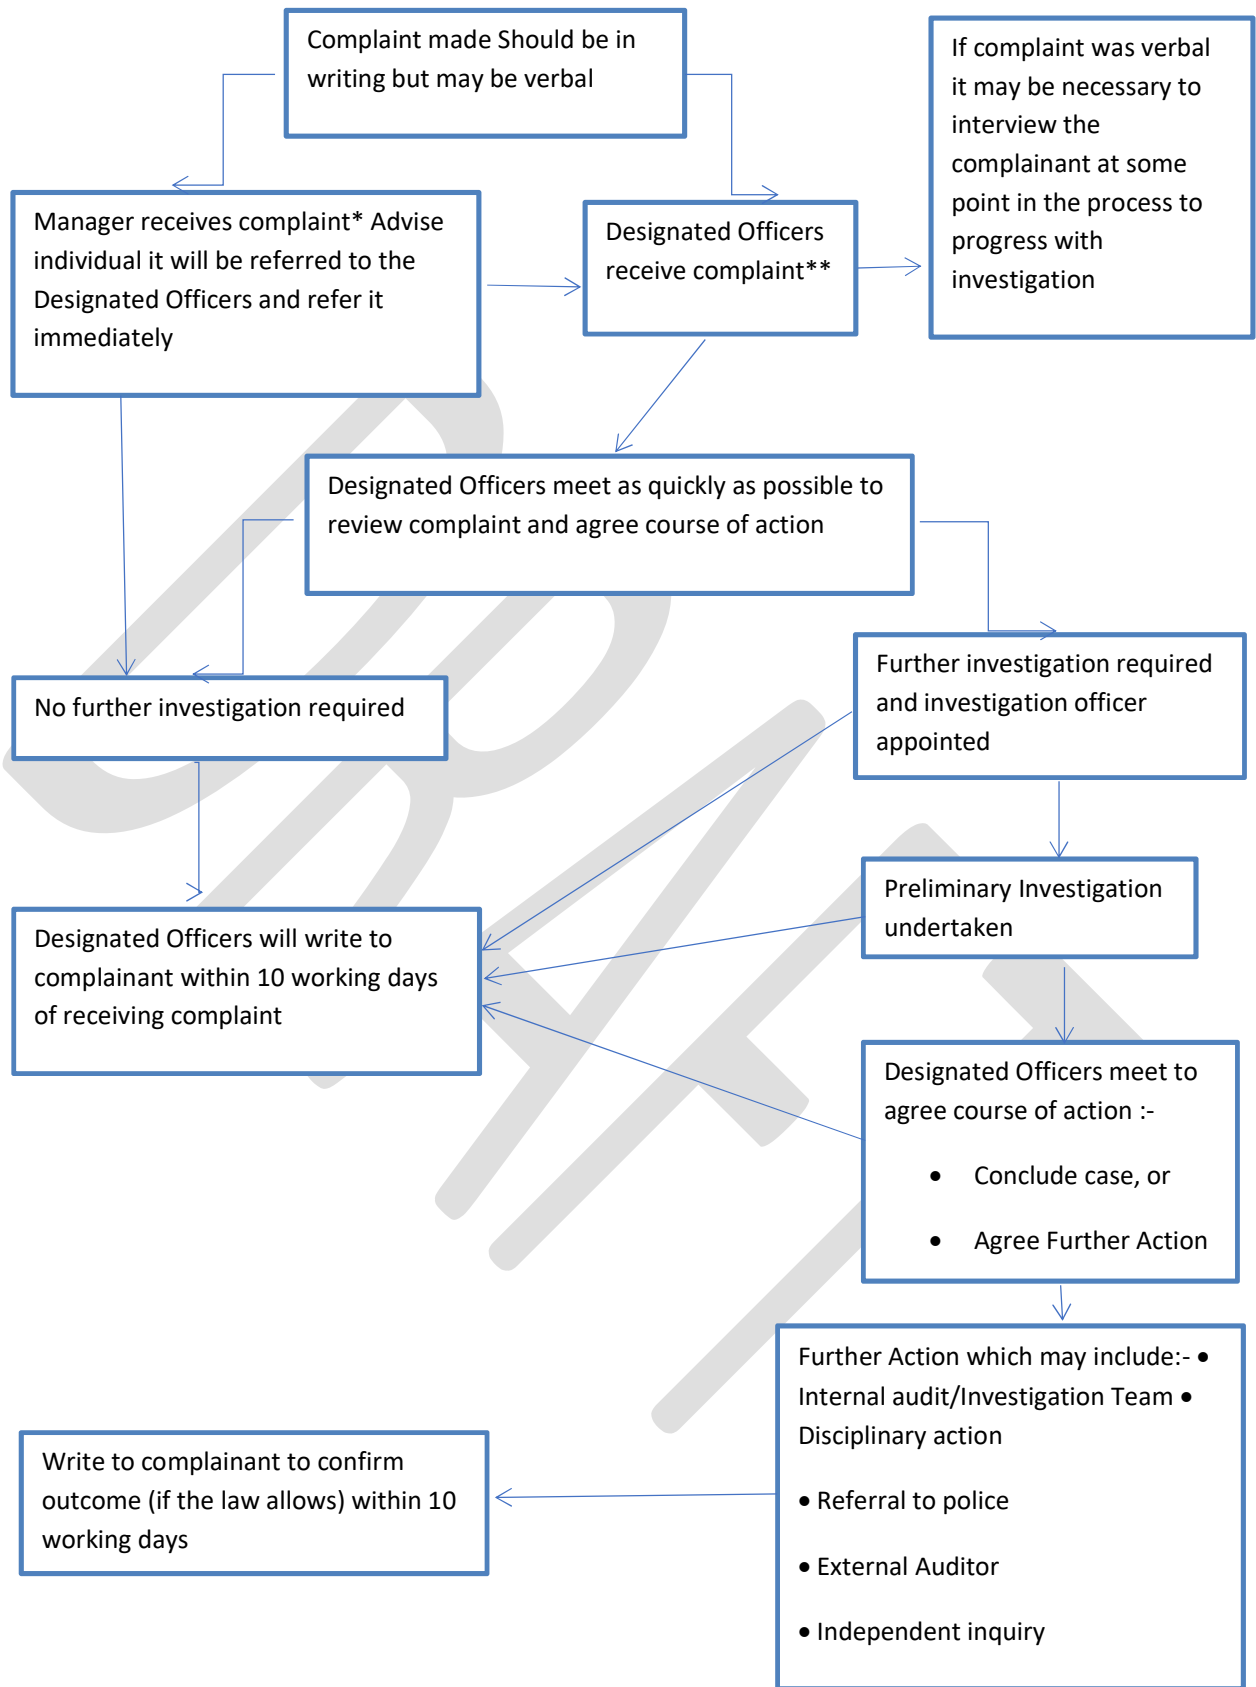 Complaint made Should be in
writing but may be verbal
If complaint was verbal
it may be necessary to
interview the
complainant at some
point in the process to
progress with
investigation
Manager receives complaint* Advise
individual it will be referred to the
Designated Officers and refer it
immediately
Designated Officers
receive complaint**
Designated Officers meet as quickly as possible to
review complaint and agree course of action
No further investigation required
Further investigation required
and investigation officer
appointed
Preliminary Investigation
undertaken
Designated Officers will write to
complainant within 10 working days
of receiving complaint
Designated Officers meet to
agree course of action :-
• Conclude case, or
• Agree Further Action
Further Action which may include:- •
Internal audit/Investigation Team •
Disciplinary action
• Referral to police
• External Auditor
• Independent inquiry
Write to complainant to confirm
outcome (if the law allows) within 10
working days
DRAFT